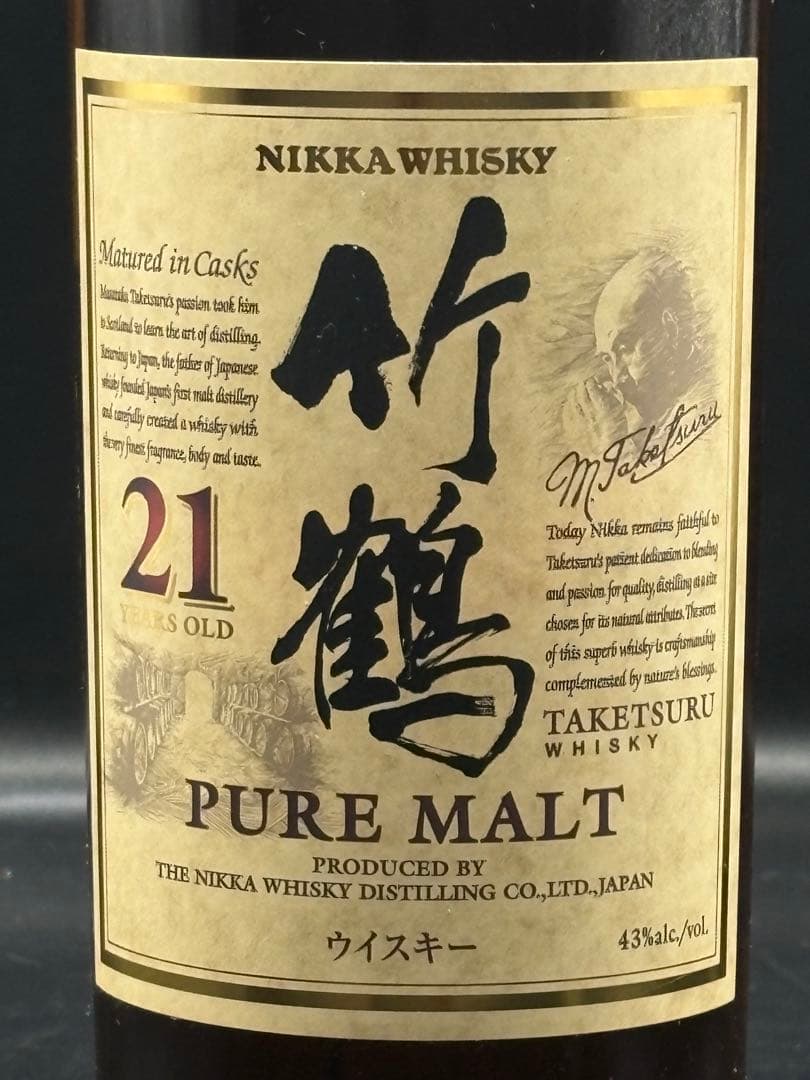 NIKKA WHISKY
竹鶴
Matured in Casks
Masataka Taketsuru's passion took him
to Scotland to learn the art of distilling.
Returning to Japan, the father of Japanese
whisky founded Japan's first malt distillery
and carefully created a whisky with
the very finest fragrance, body and taste.
21
YEARS OLD
M. Taketsuru
Today Nikka remains faithful to
Taketsuru's patient dedication to blending
and passion for quality, distilling at a site
chosen for its natural attributes. The secret
of this superb whisky is craftsmanship
complemented by nature's blessings.
TAKETSURU
WHISKY
PURE MALT
PRODUCED BY
THE NIKKA WHISKY DISTILLING CO.,LTD.,JAPAN
ウイスキー
43%alc./vol.